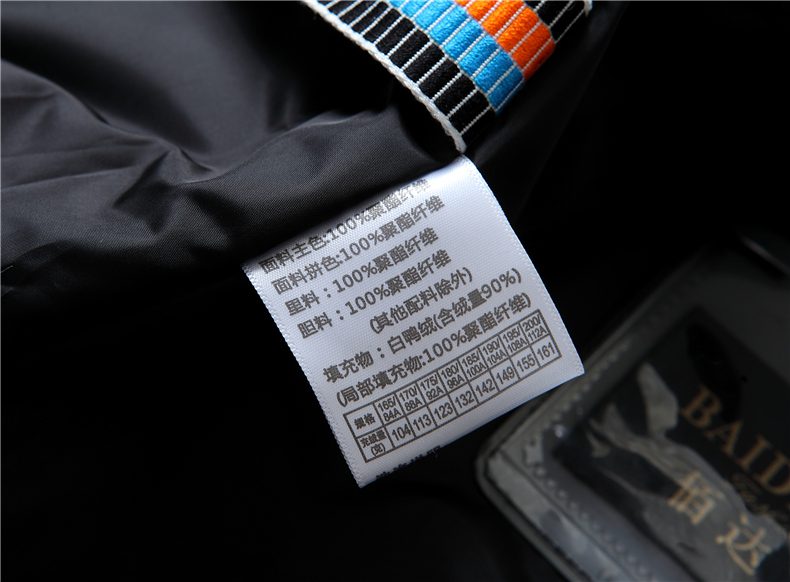 面料主色:100%聚酯纤维
面料拼色:100%聚酯纤维
里料：100%聚酯纤维
胆料：100%聚酯纤维
(其他配料除外)
填充物：白鸭绒(含绒量90%)
(局部填充物:100%聚酯纤维)
规格 165/84A 170/88A 175/92A 180/96A 185/100A 190/104A 195/108A 200/112A
充绒量(克) 104 113 123 132 142 149 155 161
BAID
佰达